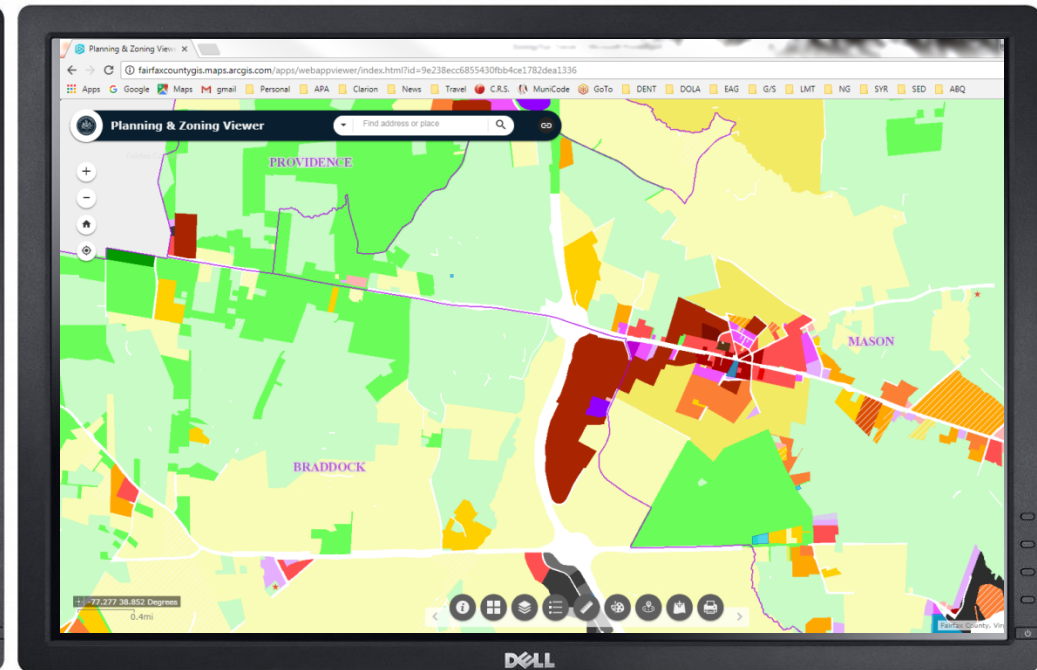 Planning & Zoning View
fairfaxcountygis.maps.arcgis.com/apps/webappviewer/index.html?id=9e238ecc6855430fbb4ce1782dea1336
Apps Google Maps gmail Personal APA Clarion News Travel C.R.S. MuniCode GoTo DENT DOLA EAG G/S LMT NG SYR SED ABQ
Planning & Zoning Viewer
Find address or place
PROVIDENCE
MASON
BRADDOCK
-77.277 38.852 Degrees
0.4mi
Fairfax County, Vir
DELL